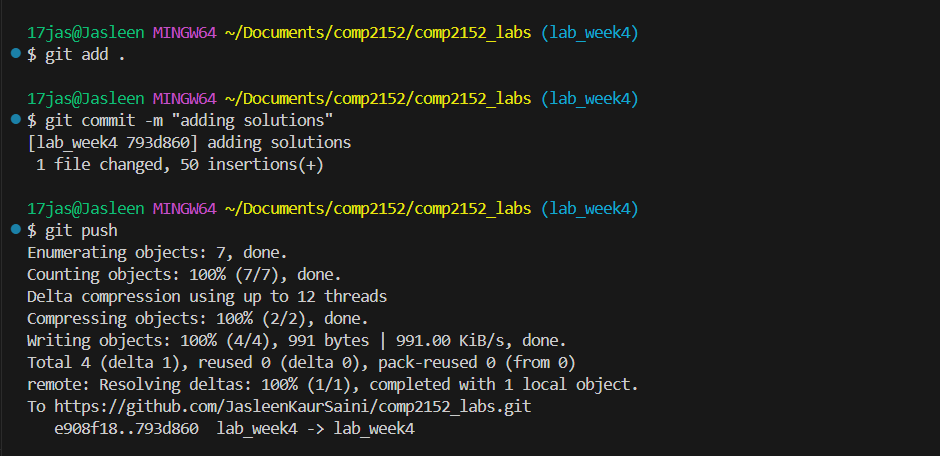 17jas@Jasleen MINGW64 ~/Documents/comp2152/comp2152_labs (lab_week4)
$ git add .
17jas@Jasleen MINGW64 ~/Documents/comp2152/comp2152_labs (lab_week4)
$ git commit -m "adding solutions"
[lab_week4 793d860] adding solutions
 1 file changed, 50 insertions(+)
17jas@Jasleen MINGW64 ~/Documents/comp2152/comp2152_labs (lab_week4)
$ git push
Enumerating objects: 7, done.
Counting objects: 100% (7/7), done.
Delta compression using up to 12 threads
Compressing objects: 100% (2/2), done.
Writing objects: 100% (4/4), 991 bytes | 991.00 KiB/s, done.
Total 4 (delta 1), reused 0 (delta 0), pack-reused 0 (from 0)
remote: Resolving deltas: 100% (1/1), completed with 1 local object.
To https://github.com/JasleenKaurSaini/comp2152_labs.git
   e908f18..793d860  lab_week4 -> lab_week4